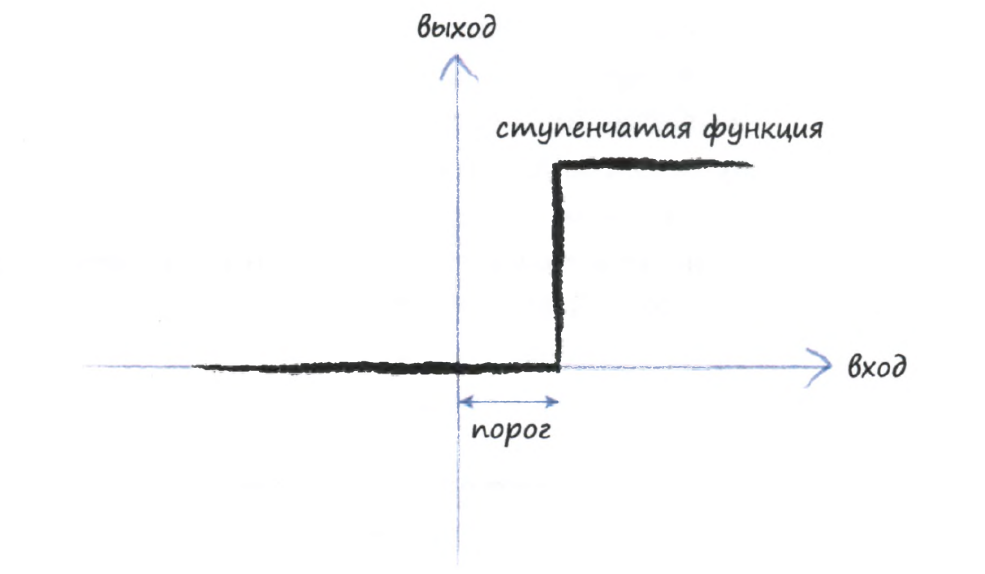 выход
ступенчатая функция
вход
порог